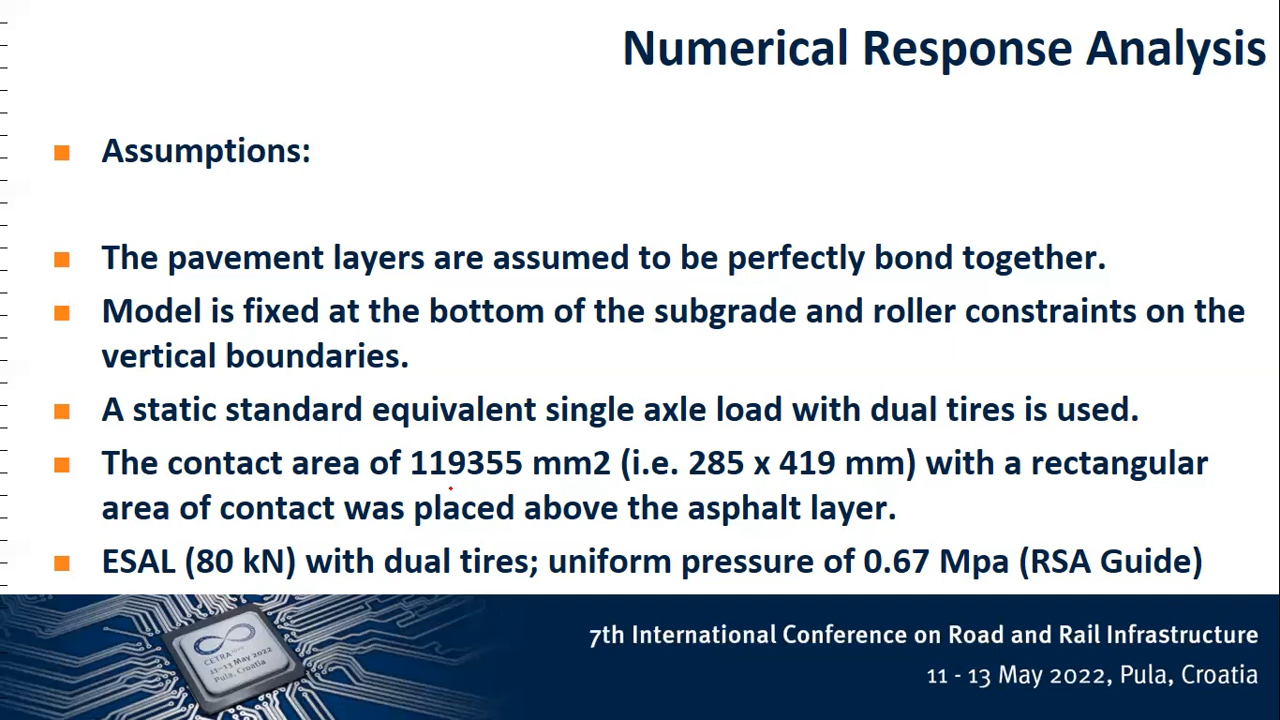 Numerical Response Analysis
Assumptions:
The pavement layers are assumed to be perfectly bond together.
Model is fixed at the bottom of the subgrade and roller constraints on the
vertical boundaries.
A static standard equivalent single axle load with dual tires is used.
The contact area of 119355 mm2 (i.e. 285 x 419 mm) with a rectangular
area of contact was placed above the asphalt layer.
ESAL (80 kN) with dual tires; uniform pressure of 0.67 Mpa (RSA Guide)
7th International Conference on Road and Rail Infrastructure
11 - 13 May 2022, Pula, Croatia
CETRA
11-13 May 2022
Pula, Croatia